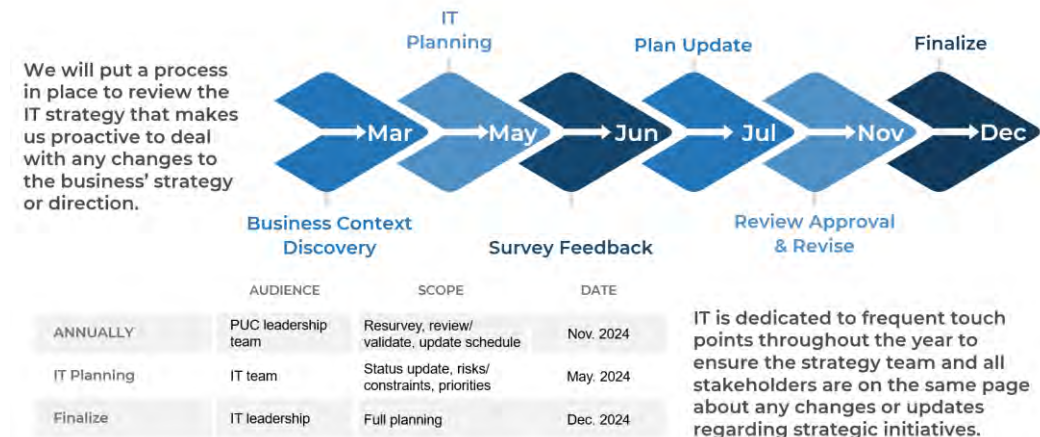 We will put a process
in place to review the
IT strategy that makes
us proactive to deal
with any changes to
the business' strategy
or direction.
IT
Planning
Plan Update
Finalize
Mar
May
Jun
Jul
Nov
Dec
Business Context
Discovery
Survey Feedback
Review Approval
& Revise
AUDIENCE SCOPE DATE
ANNUALLY
PUC leadership
team
Resurvey, review/
validate, update schedule
Nov. 2024
IT Planning
IT team
Status update, risks/
constraints, priorities
May. 2024
Finalize
IT leadership
Full planning
Dec. 2024
IT is dedicated to frequent touch
points throughout the year to
ensure the strategy team and all
stakeholders are on the same page
about any changes or updates
regarding strategic initiatives.